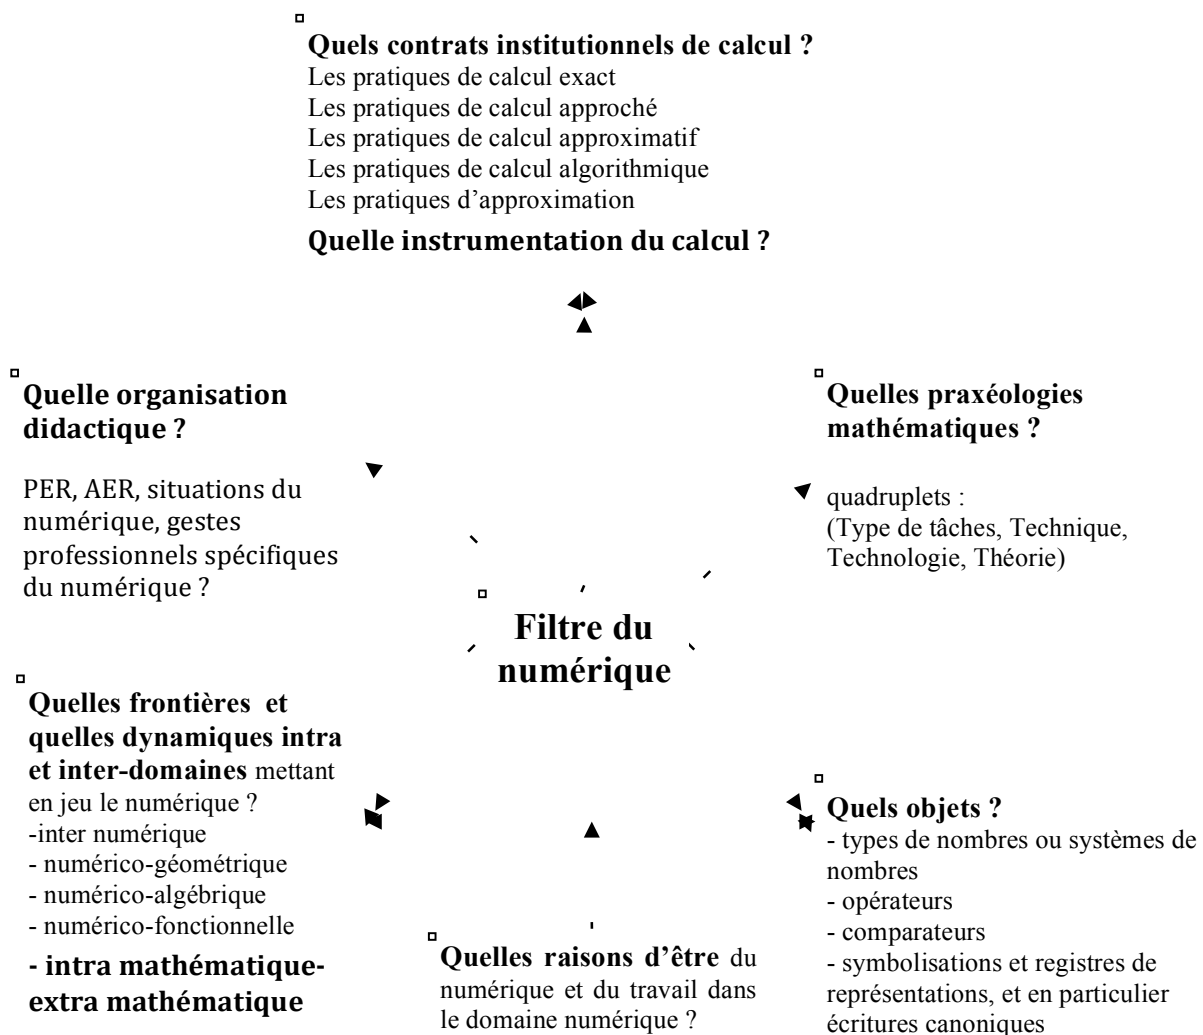 Quels contrats institutionnels de calcul ?
Les pratiques de calcul exact
Les pratiques de calcul approché
Les pratiques de calcul approximatif
Les pratiques de calcul algorithmique
Les pratiques d’approximation
Quelle instrumentation du calcul ?
Quelle organisation
didactique ?
PER, AER, situations du
numérique, gestes
professionnels spécifiques
du numérique ?
Quelles praxéologies
mathématiques ?
quadruplets :
(Type de tâches, Technique,
Technologie, Théorie)
Filtre du
numérique
Quelles frontières et
quelles dynamiques intra
et inter-domaines mettant
en jeu le numérique ?
-inter numérique
- numérico-géométrique
- numérico-algébrique
- numérico-fonctionnelle
- intra mathématique-
extra mathématique
Quelles raisons d’être du
numérique et du travail dans
le domaine numérique ?
Quels objets ?
- types de nombres ou systèmes de
nombres
- opérateurs
- comparateurs
- symbolisations et registres de
représentations, et en particulier
écritures canoniques